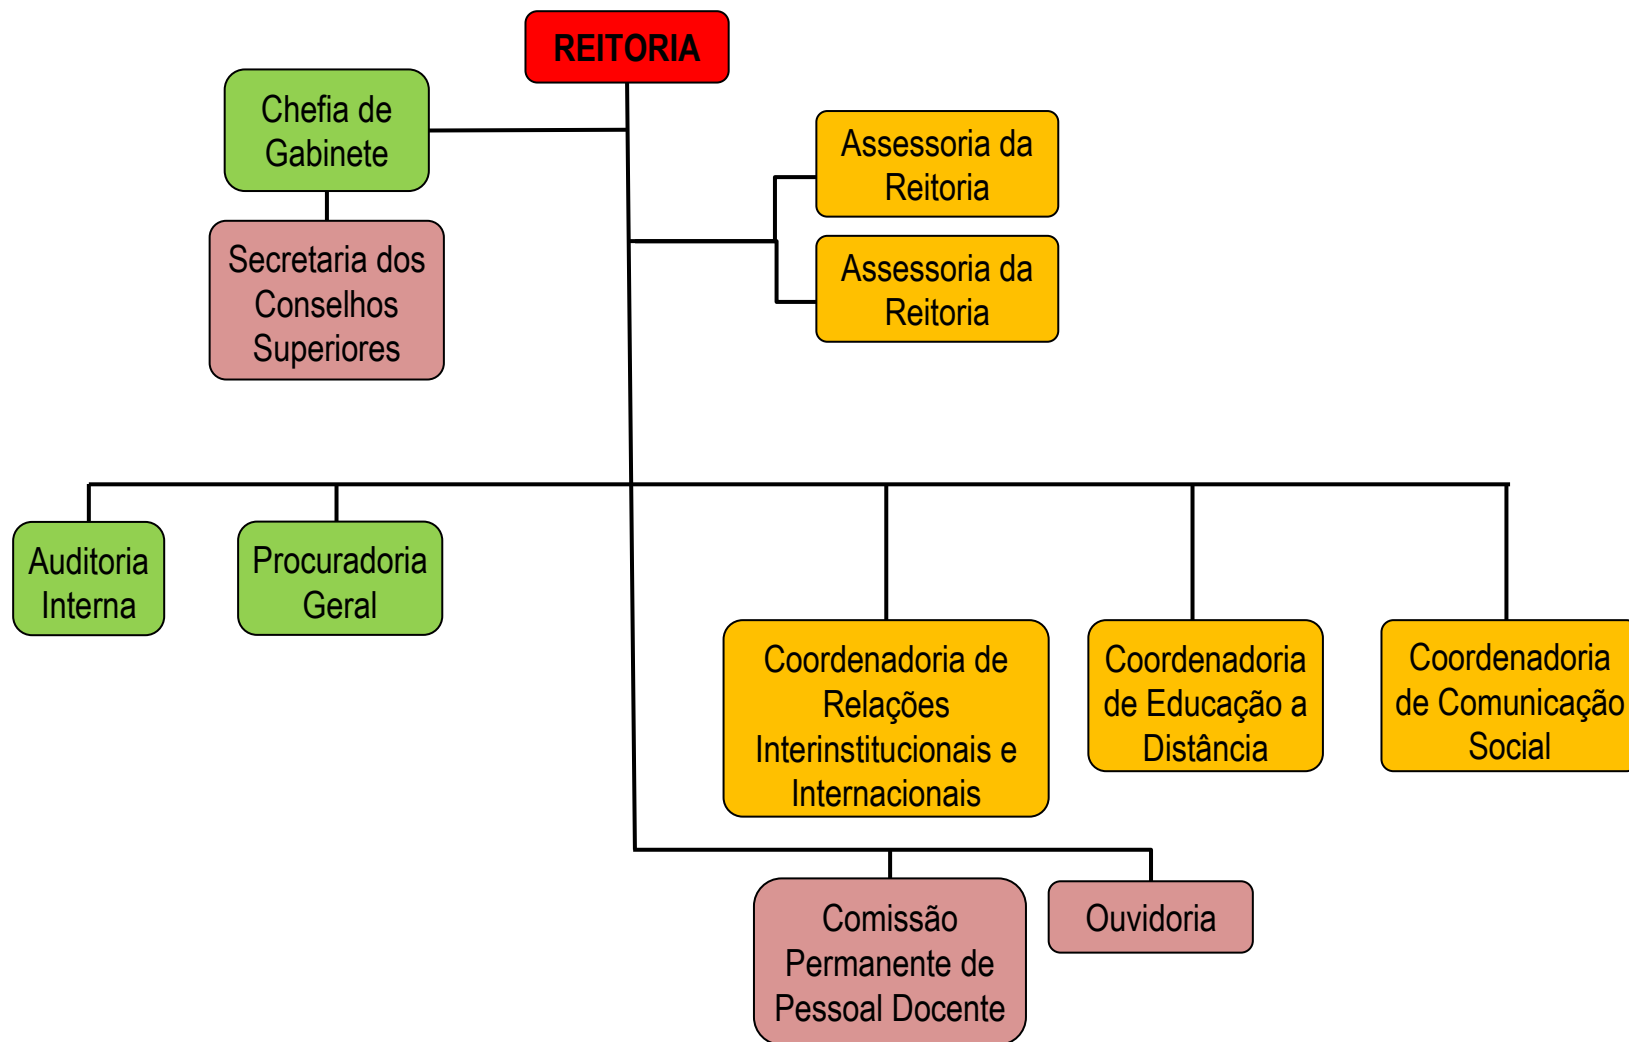 REITORIA
Chefia de
Gabinete
Assessoria da
Reitoria
Secretaria dos
Conselhos
Superiores
Assessoria da
Reitoria
Auditoria
Interna
Procuradoria
Geral
Coordenadoria de
Relações
Interinstitucionais e
Internacionais
Coordenadoria
de Educação a
Distância
Coordenadoria
de Comunicação
Social
Comissão
Permanente de
Pessoal Docente
Ouvidoria